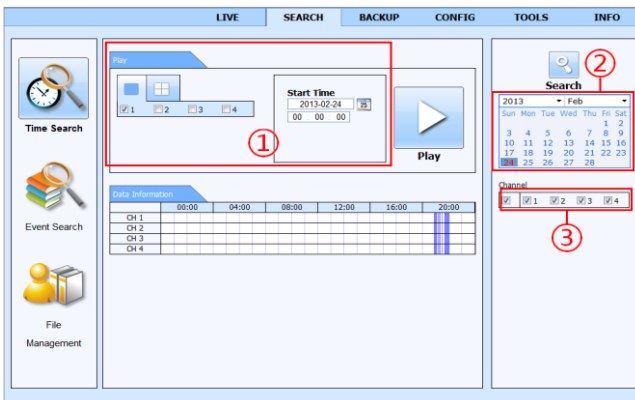 LIVE SEARCH BACKUP CONFIG TOOLS INFO
Time Search
Event Search
File
Management
Play
1 2 3 4
Start Time
2013-02-24 25
00 : 00 : 00
Play
1
Data Information
00:00 04:00 08:00 12:00 16:00 20:00
CH 1
CH 2
CH 3
CH 4
Search
2
2013 Feb
Sun Mon Tue Wed Thu Fri Sat
1 2
3 4 5 6 7 8 9
10 11 12 13 14 15 16
17 18 19 20 21 22 23
24 25 26 27 28
Channel
1 2 3 4
3